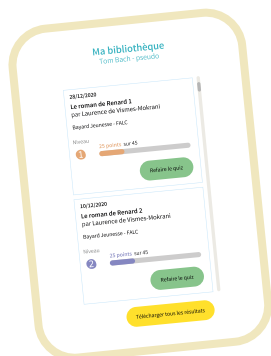 Ma bibliothèque
Tom Bach - pseudo
28/12/2020
Le roman de Renard 1
par Laurence de Vismes-Mokrani
Bayard Jeunesse - FALC
Niveau
1
25 points sur 45
Refaire le quiz
10/12/2020
Le roman de Renard 2
par Laurence de Vismes-Mokrani
Bayard Jeunesse - FALC
Niveau
2
25 points sur 45
Refaire le quiz
Télécharger tous les résultats